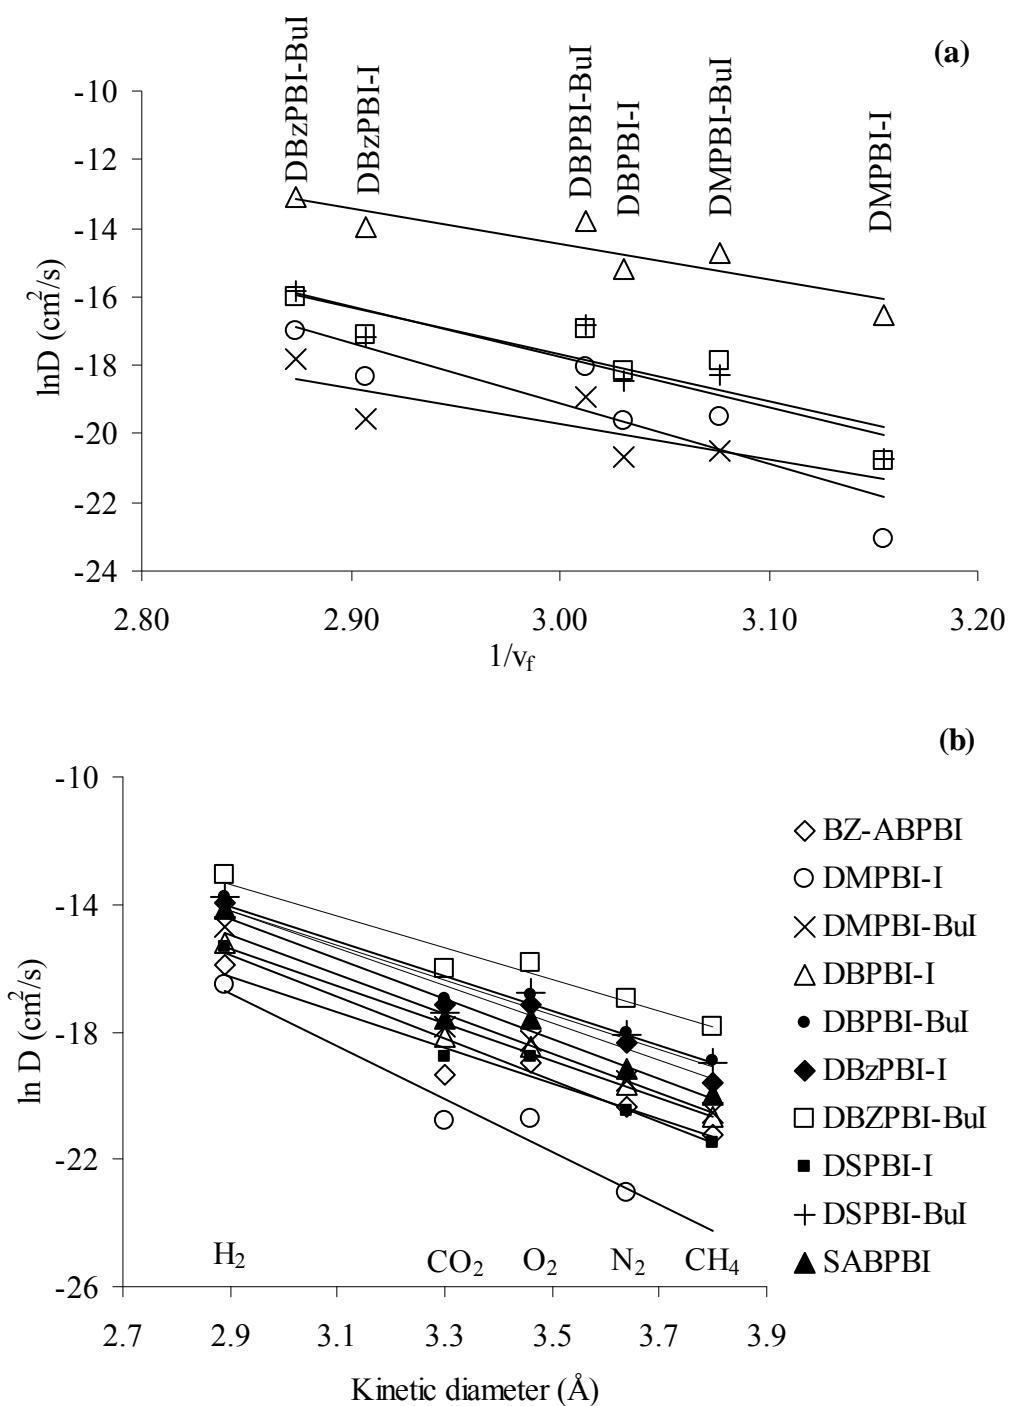 (a)
DBzPBI-BuI
DBzPBI-I
DBPBI-BuI
DBPBI-I
DMPBI-BuI
DMPBI-I
-10
-12
-14
-16
-18
-20
-22
-24
lnD (cm²/s)
2.80 2.90 3.00 3.10 3.20
1/v_f
(b)
-10
-14
-18
-22
-26
ln D (cm²/s)
BZ-ABPBI
DMPBI-I
DMPBI-BuI
DBPBI-I
DBPBI-BuI
DBzPBI-I
DBZPBI-BuI
DSPBI-I
DSPBI-BuI
SABPBI
H₂ CO₂ O₂ N₂ CH₄
2.7 2.9 3.1 3.3 3.5 3.7 3.9
Kinetic diameter (Å)